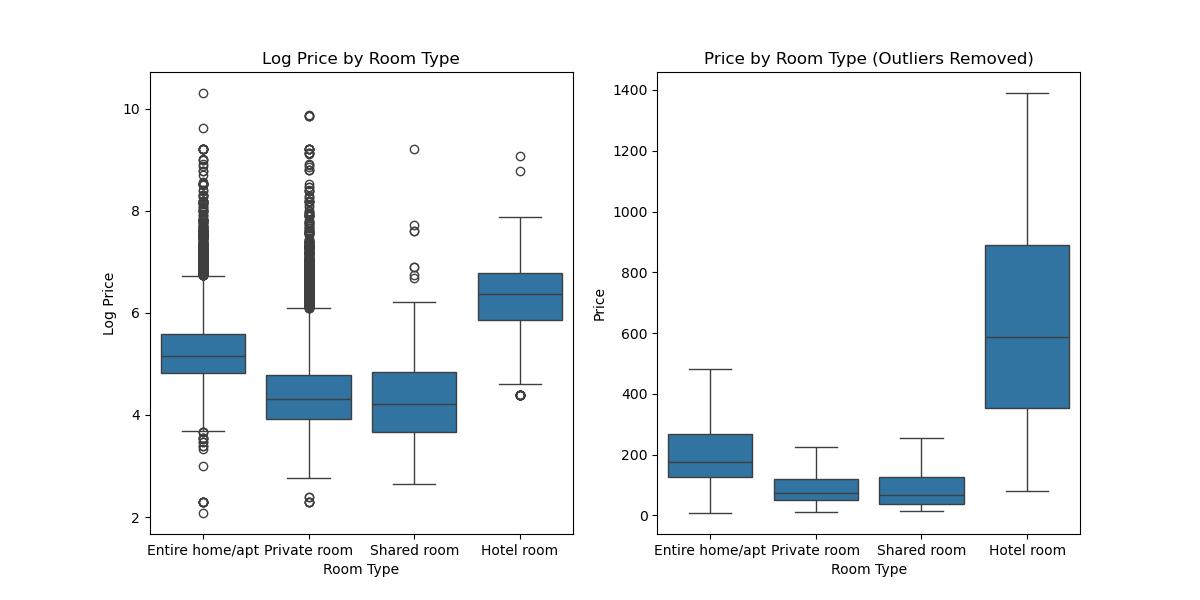 Log Price by Room Type
Log Price
10
8
6
4
2
Entire home/apt Private room Shared room Hotel room
Room Type
Price by Room Type (Outliers Removed)
Price
1400
1200
1000
800
600
400
200
0
Entire home/apt Private room Shared room Hotel room
Room Type